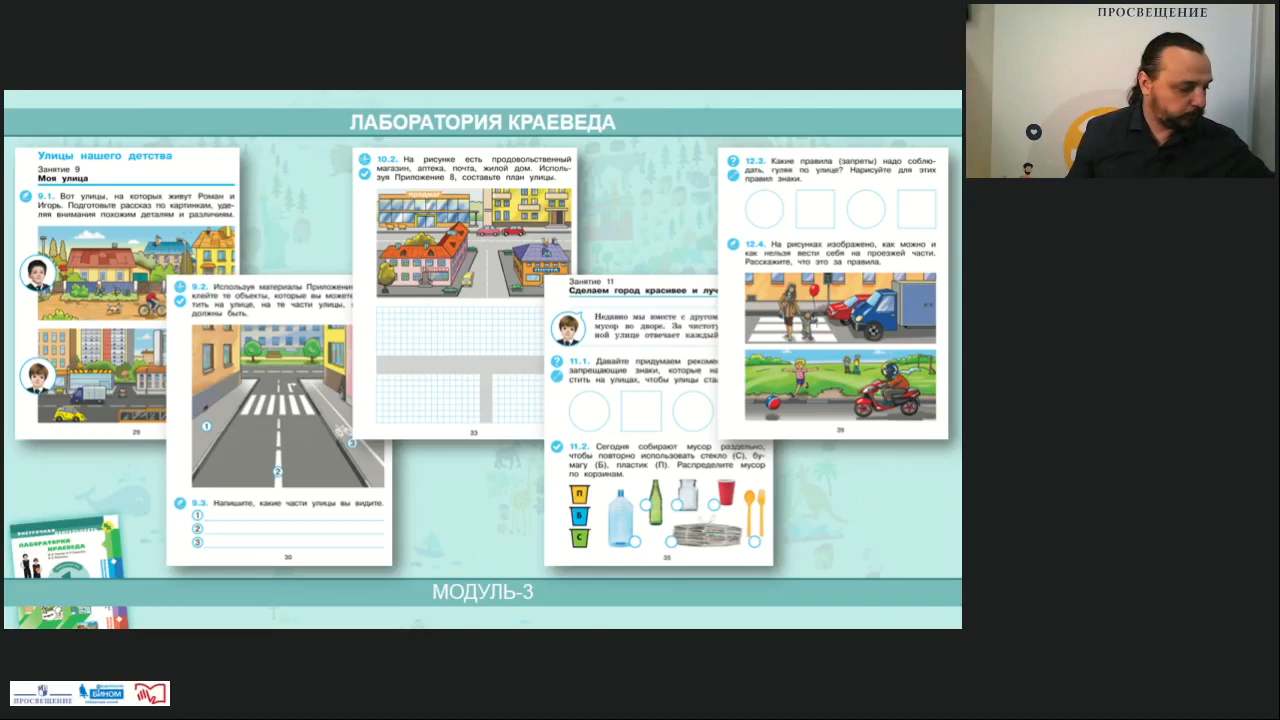 ПРОСВЕЩЕНИЕ
ЛАБОРАТОРИЯ КРАЕВЕДА
Улицы нашего детства
Занятие 9
Моя улица
9.1. Вот улицы, на которых живут Роман и
Игорь. Подготовьте рассказ по картинкам, уде-
ляя внимания похожим деталям и различиям.
29
9.2. Используя материалы Приложения
клейте те объекты, которые вы можете
тить на улице, на те части улицы,
должны быть.
1
2
3
9.3. Напишите, какие части улицы вы видите.
1
2
3
30
10.2. На рисунке есть продовольственный
магазин, аптека, почта, жилой дом. Исполь-
зуя Приложение 8, составьте план улицы.
33
Занятие 11
Сделаем город красивее и луч
Недавно мы вместе с другом
мусор во дворе. За чистоту
ной улице отвечает каждый
11.1. Давайте придумаем рекоме
запрещающие знаки, которые на
стить на улицах, чтобы улицы ста
11.2. Сегодня собирают мусор раздельно,
чтобы повторно использовать стекло (С), бу-
магу (Б), пластик (П). Распределите мусор
по корзинам.
П
Б
С
35
12.3. Какие правила (запреты) надо соблю-
дать, гуляя по улице? Нарисуйте для этих
правил знаки.
12.4. На рисунках изображено, как можно и
как нельзя вести себя на проезжей части.
Расскажите, что это за правила.
39
ЛАБОРАТОРИЯ
КРАЕВЕДА
МОДУЛЬ-3
ПРОСВЕЩЕНИЕ
БИНОМ